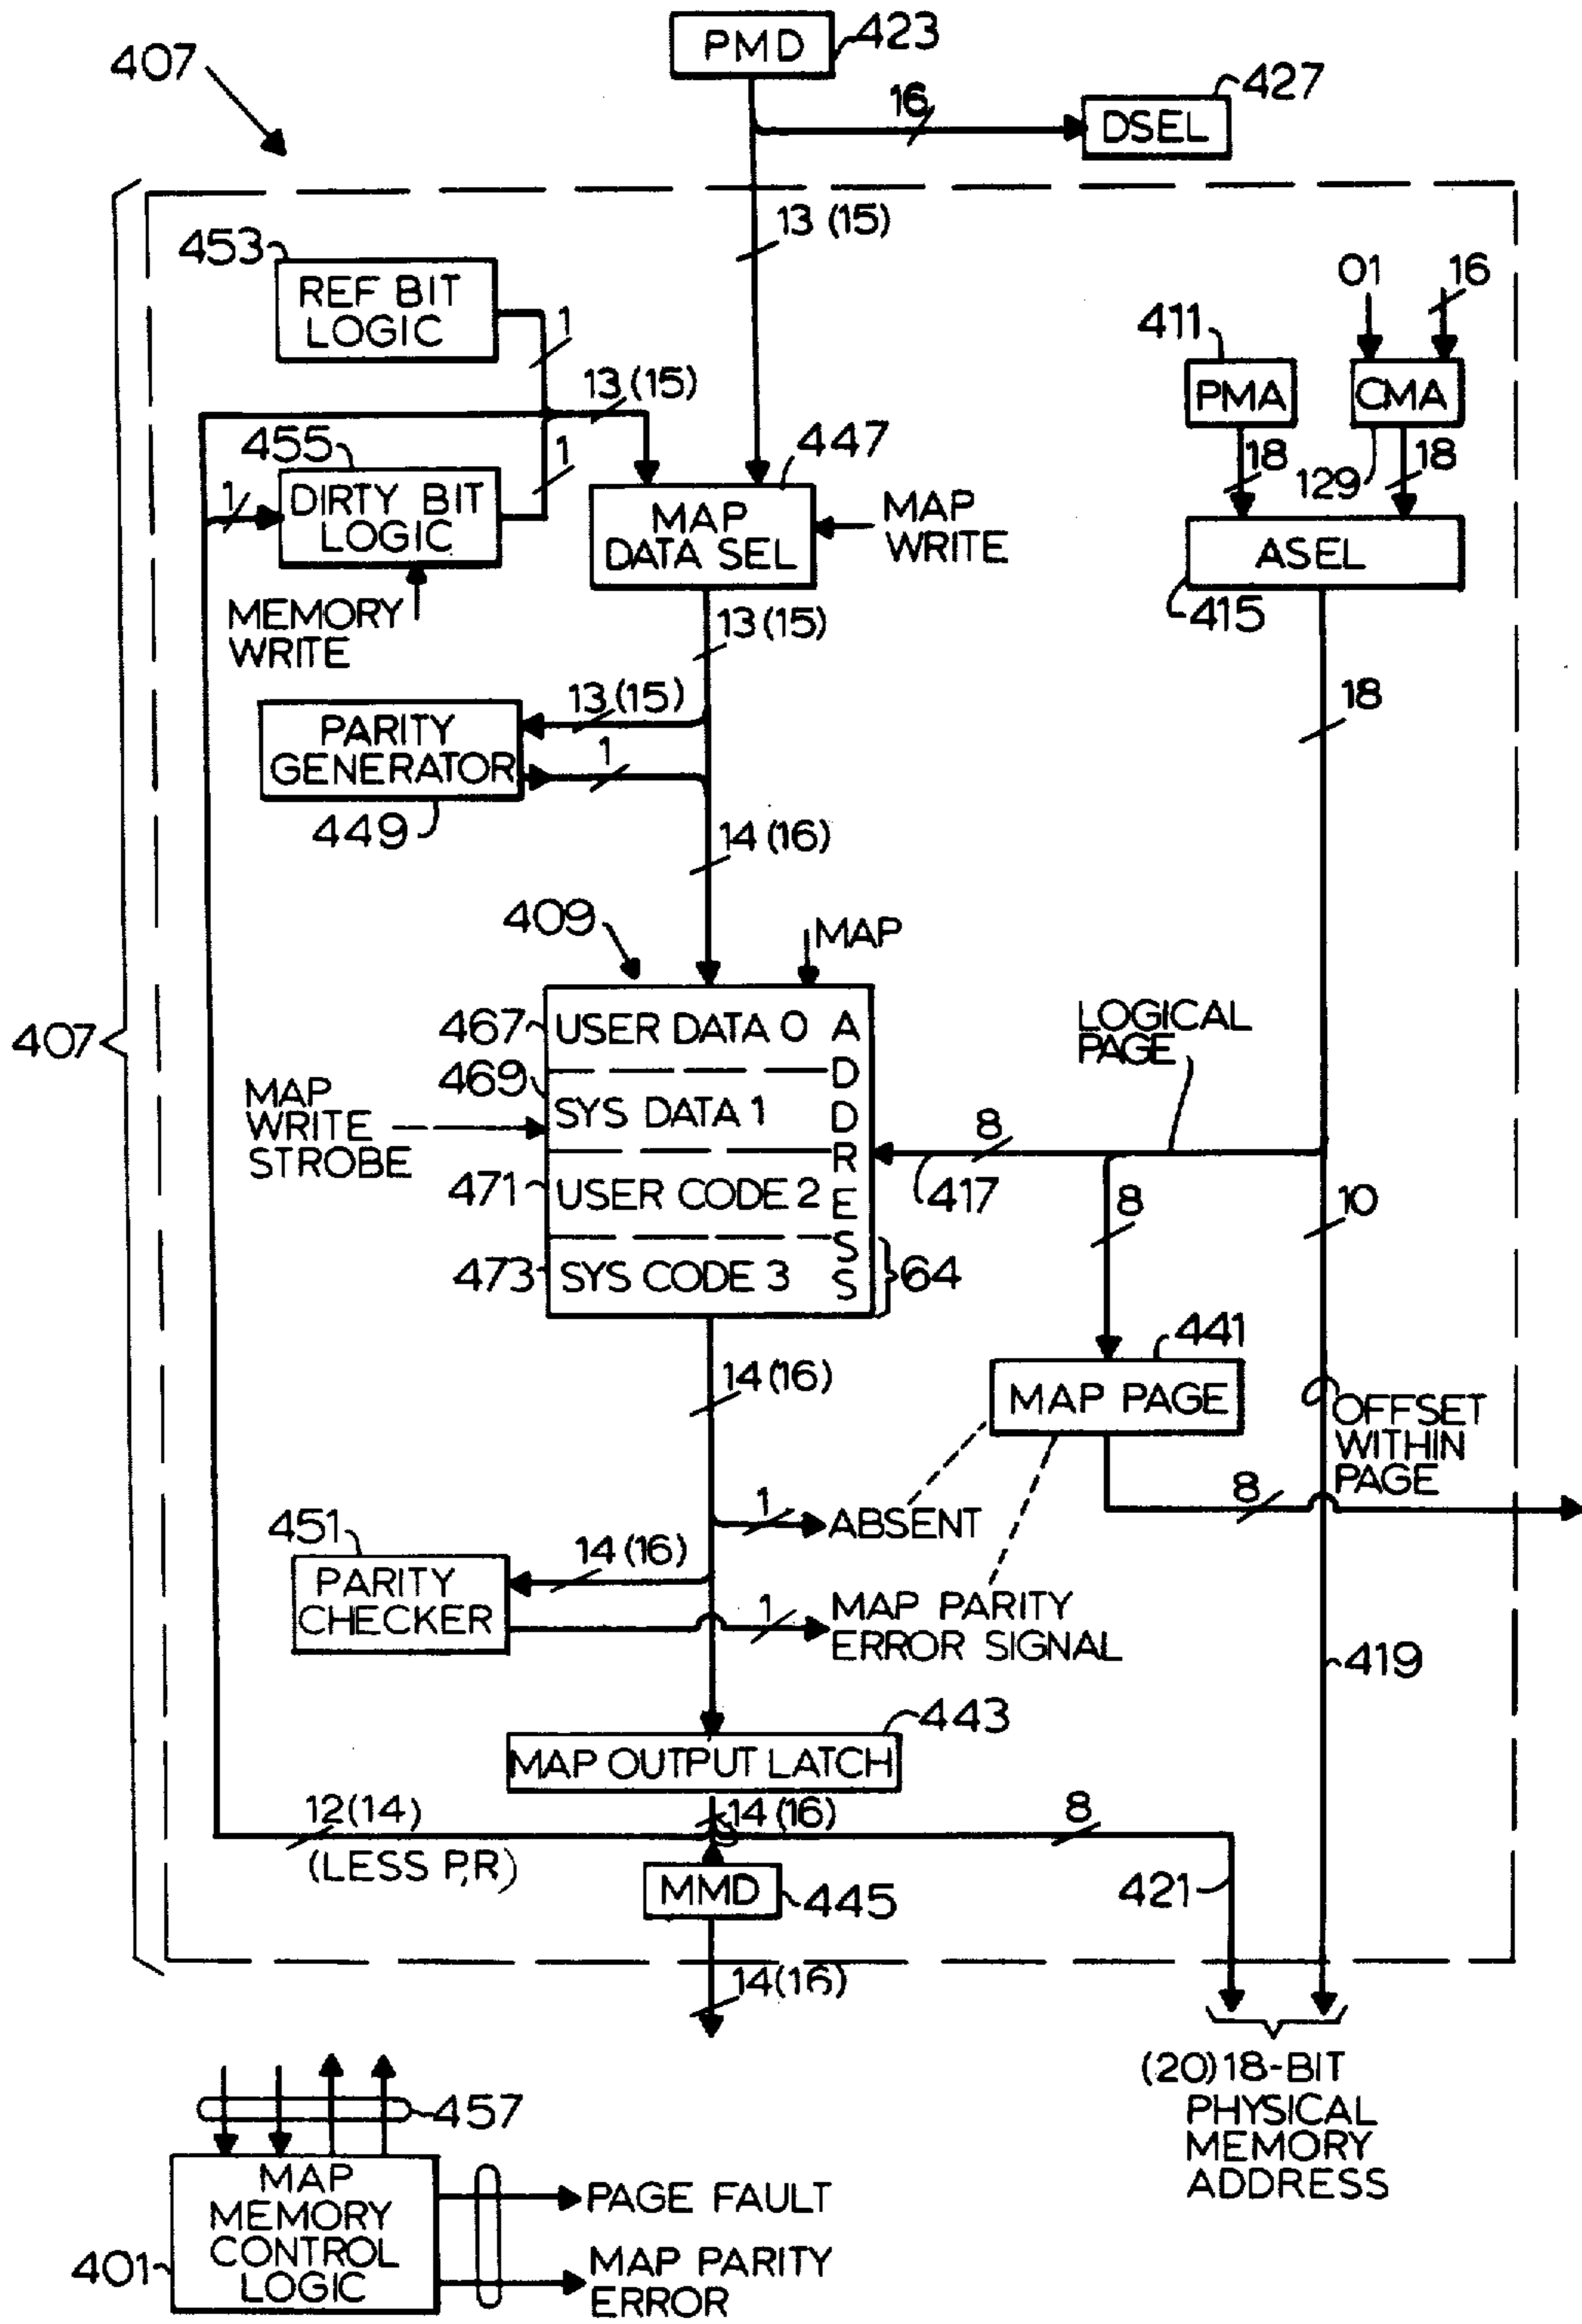 PMD
423
407
16
427
DSEL
13 (15)
453
REF BIT
LOGIC
1
01
16
411
PMA
CMA
13 (15)
455
1
447
18
129
18
1
DIRTY BIT
LOGIC
MAP
DATA SEL
MAP
WRITE
ASEL
415
MEMORY
WRITE
13 (15)
13 (15)
18
PARITY
GENERATOR
1
449
14 (16)
409
MAP
407
467
USER DATA 0
469
SYS DATA 1
471
USER CODE 2
473
SYS CODE 3
ADDRESS
MAP
WRITE
STROBE
LOGICAL
PAGE
8
417
8
10
64
14 (16)
441
MAP PAGE
OFFSET
WITHIN
PAGE
8
1
ABSENT
451
14 (16)
PARITY
CHECKER
1
MAP PARITY
ERROR SIGNAL
419
443
MAP OUTPUT LATCH
12(14)
(LESS P,R)
14 (16)
8
MMD
445
421
14(16)
(20) 18-BIT
PHYSICAL
MEMORY
ADDRESS
457
MAP
MEMORY
CONTROL
LOGIC
401
PAGE FAULT
MAP PARITY
ERROR